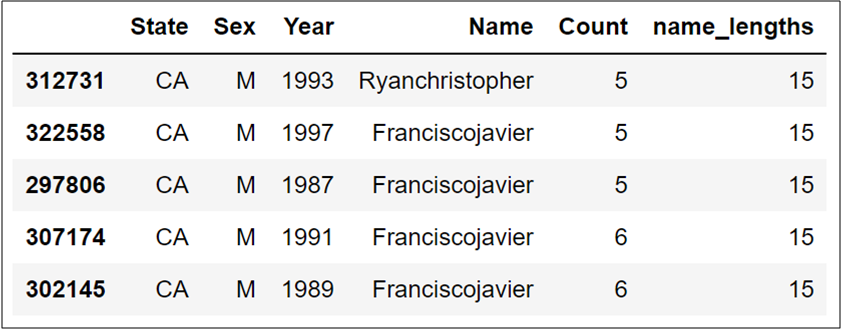 State Sex Year Name Count name_lengths
312731 CA M 1993 Ryanchristopher 5 15
322558 CA M 1997 Franciscojavier 5 15
297806 CA M 1987 Franciscojavier 5 15
307174 CA M 1991 Franciscojavier 6 15
302145 CA M 1989 Franciscojavier 6 15